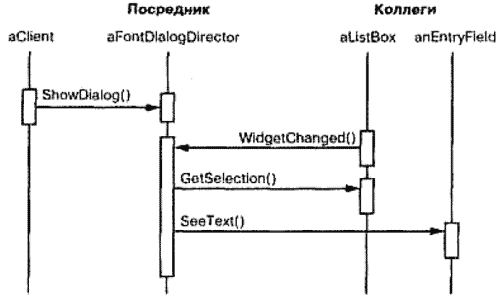 Посредник Коллеги
aClient aFontDialogDirector aListBox anEntryField
ShowDialog()
WidgetChanged()
GetSelection()
SeeText()